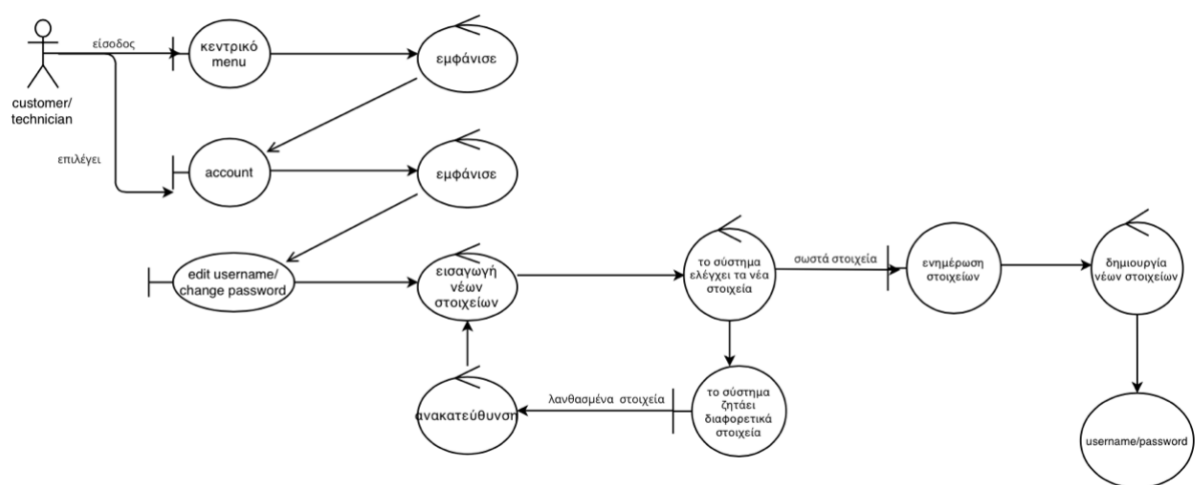 είσοδος
κεντρικό
menu
εμφάνισε
customer/
technician
επιλέγει
account
εμφάνισε
edit username/
change password
εισαγωγή
νέων
στοιχείων
το σύστημα
ελέγχει τα νέα
στοιχεία
σωστά στοιχεία
ενημέρωση
στοιχείων
δημιουργία
νέων στοιχείων
ανακατεύθυνση
λανθασμένα στοιχεία
το σύστημα
ζητάει
διαφορετικά
στοιχεία
username/password